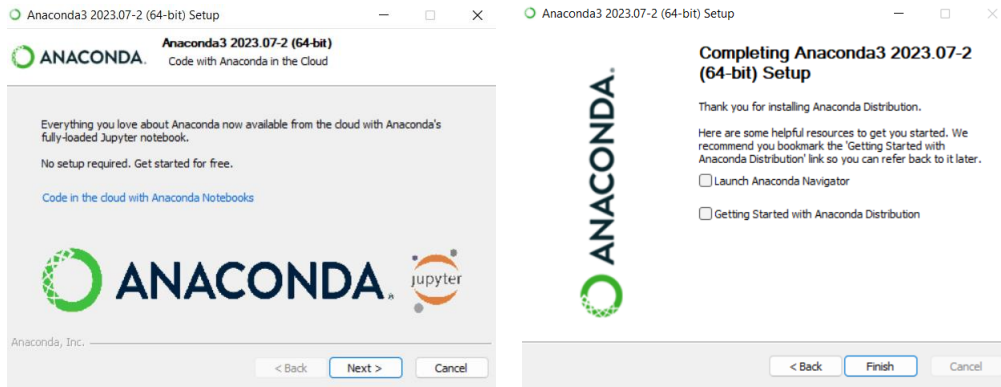 Anaconda3 2023.07-2 (64-bit) Setup
ANACONDA.
Anaconda3 2023.07-2 (64-bit)
Code with Anaconda in the Cloud
Everything you love about Anaconda now available from the cloud with Anaconda's
fully-loaded Jupyter notebook.
No setup required. Get started for free.
Code in the cloud with Anaconda Notebooks
ANACONDA.
jupyter
Anaconda, Inc.
< Back
Next >
Cancel
Anaconda3 2023.07-2 (64-bit) Setup
ANACONDA.
Completing Anaconda3 2023.07-2
(64-bit) Setup
Thank you for installing Anaconda Distribution.
Here are some helpful resources to get you started. We
recommend you bookmark the 'Getting Started with
Anaconda Distribution' link so you can refer back to it later.
Launch Anaconda Navigator
Getting Started with Anaconda Distribution
< Back
Finish
Cancel